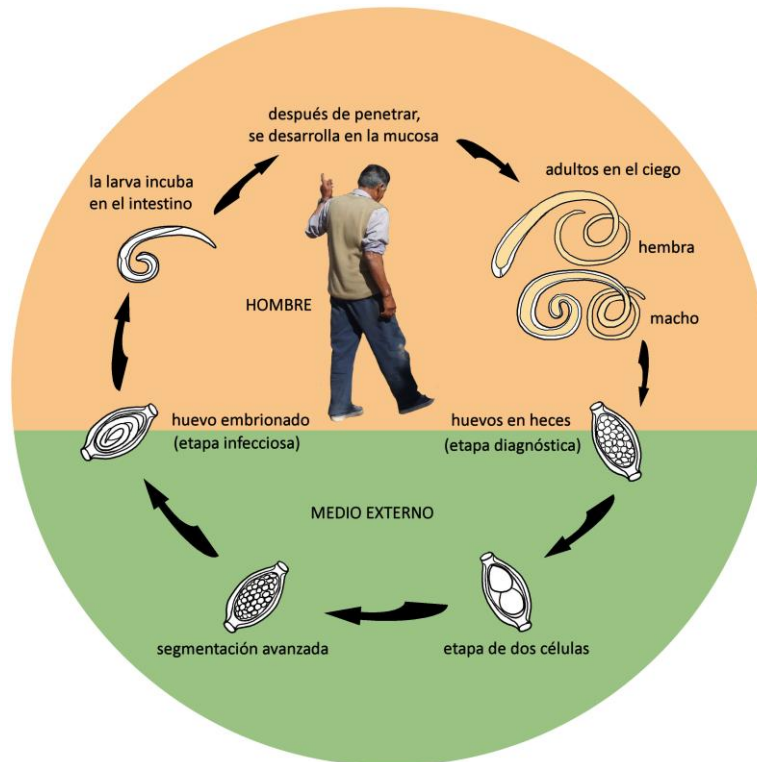 después de penetrar,
se desarrolla en la mucosa
adultos en el ciego
hembra
macho
huevos en heces
(etapa diagnóstica)
etapa de dos células
segmentación avanzada
huevo embrionado
(etapa infecciosa)
la larva incuba
en el intestino
HOMBRE
MEDIO EXTERNO